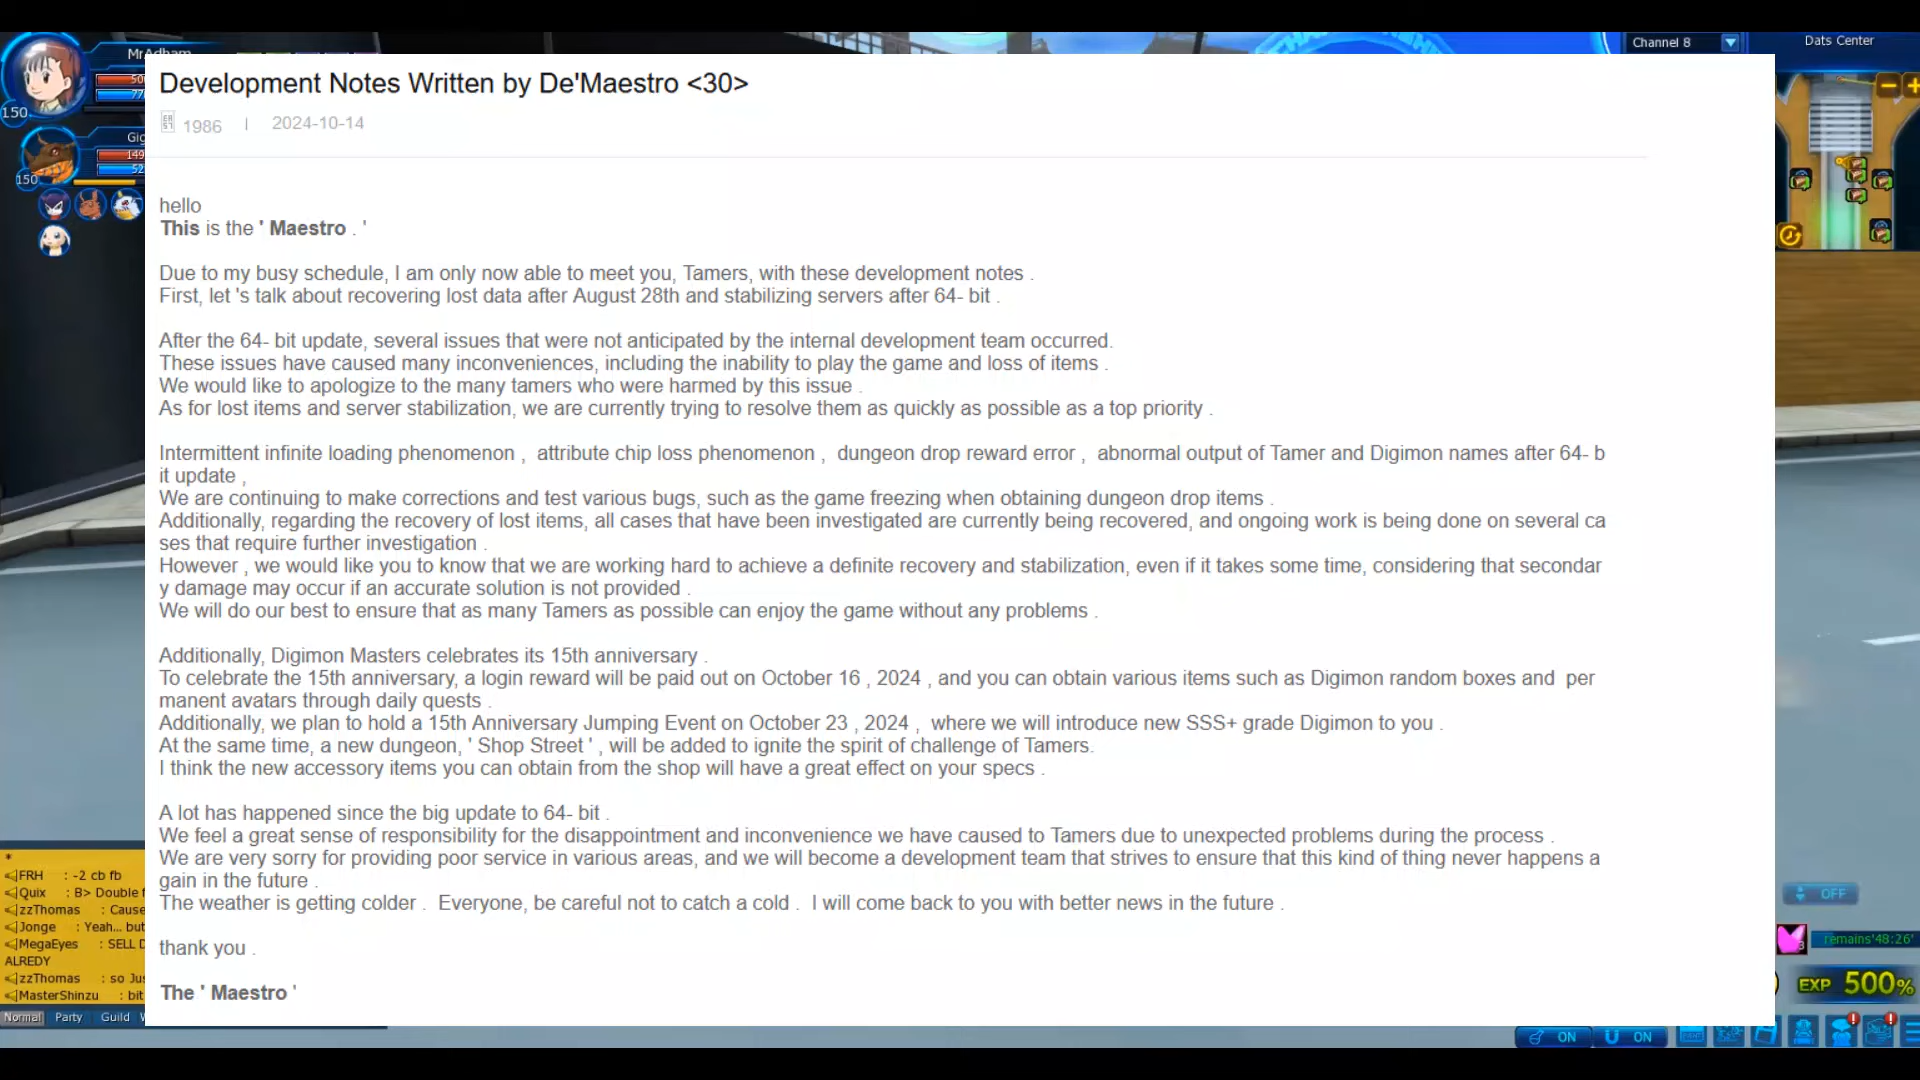 MrAdham
Channel 8
Dats Center
150
Gig
149
52
150
Development Notes Written by De'Maestro <30>
1986 | 2024-10-14
hello
This is the ' Maestro . '
Due to my busy schedule, I am only now able to meet you, Tamers, with these development notes .
First, let 's talk about recovering lost data after August 28th and stabilizing servers after 64- bit .
After the 64- bit update, several issues that were not anticipated by the internal development team occurred.
These issues have caused many inconveniences, including the inability to play the game and loss of items .
We would like to apologize to the many tamers who were harmed by this issue .
As for lost items and server stabilization, we are currently trying to resolve them as quickly as possible as a top priority .
Intermittent infinite loading phenomenon , attribute chip loss phenomenon , dungeon drop reward error , abnormal output of Tamer and Digimon names after 64- b
it update ,
We are continuing to make corrections and test various bugs, such as the game freezing when obtaining dungeon drop items .
Additionally, regarding the recovery of lost items, all cases that have been investigated are currently being recovered, and ongoing work is being done on several ca
ses that require further investigation .
However , we would like you to know that we are working hard to achieve a definite recovery and stabilization, even if it takes some time, considering that secondar
y damage may occur if an accurate solution is not provided .
We will do our best to ensure that as many Tamers as possible can enjoy the game without any problems .
Additionally, Digimon Masters celebrates its 15th anniversary .
To celebrate the 15th anniversary, a login reward will be paid out on October 16 , 2024 , and you can obtain various items such as Digimon random boxes and per
manent avatars through daily quests .
Additionally, we plan to hold a 15th Anniversary Jumping Event on October 23 , 2024 , where we will introduce new SSS+ grade Digimon to you .
At the same time, a new dungeon, ' Shop Street ' , will be added to ignite the spirit of challenge of Tamers.
I think the new accessory items you can obtain from the shop will have a great effect on your specs .
A lot has happened since the big update to 64- bit .
We feel a great sense of responsibility for the disappointment and inconvenience we have caused to Tamers due to unexpected problems during the process .
We are very sorry for providing poor service in various areas, and we will become a development team that strives to ensure that this kind of thing never happens a
gain in the future .
The weather is getting colder . Everyone, be careful not to catch a cold . I will come back to you with better news in the future .
thank you .
The ' Maestro '
FRH : -2 cb fb
Quix : B> Double f
zzThomas : Cause
Jonge : Yeah... but
MegaEyes : SELL D
ALREDY
zzThomas : so Jus
MasterShinzu : bit
Normal Party Guild W
OFF
remains'48:26"
EXP 500%
ON ON